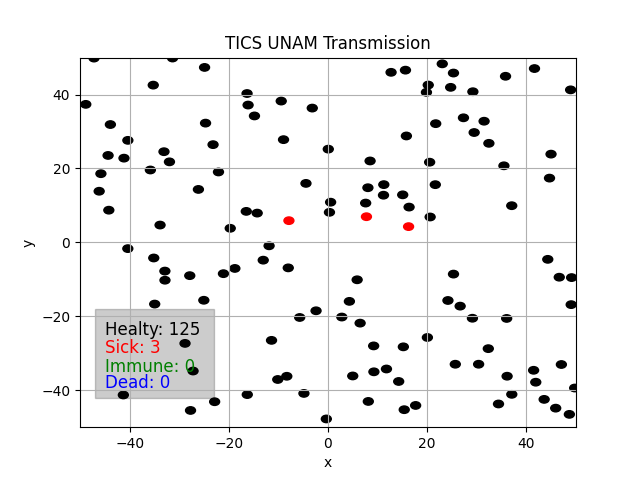 TICS UNAM Transmission
y
40
20
0
−20
−40
Healty: 125
Sick: 3
Immune: 0
Dead: 0
−40
−20
0
20
40
x